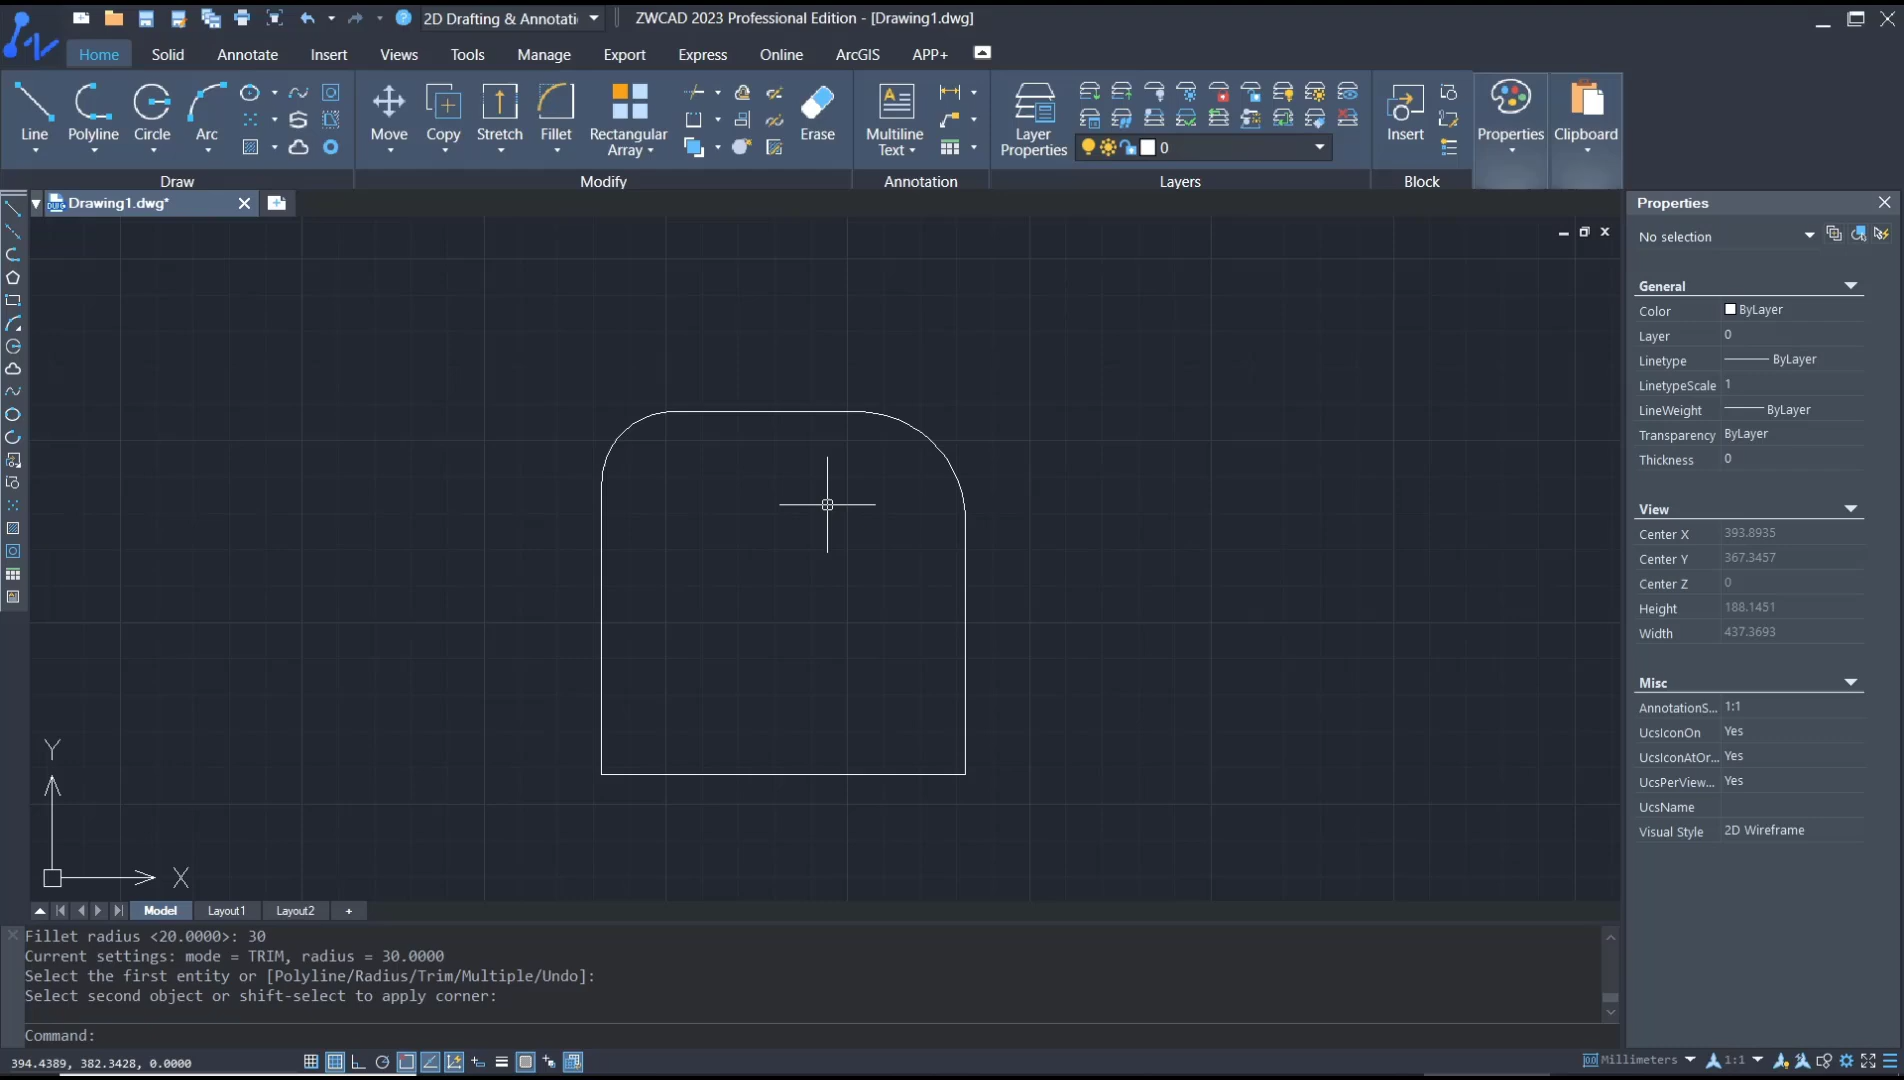 2D Drafting & Annotati
ZWCAD 2023 Professional Edition - [Drawing1.dwg]
Home Solid Annotate Insert Views Tools Manage Export Express Online ArcGIS APP+
Line Polyline Circle Arc
Move Copy Stretch Fillet Rectangular Array Erase
Multiline Text
Layer Properties
0
Insert
Properties
Clipboard
Draw Modify Annotation Layers Block
Drawing1.dwg*
Properties
No selection
General
Color ByLayer
Layer 0
Linetype ByLayer
LinetypeScale 1
LineWeight ByLayer
Transparency ByLayer
Thickness 0
View
Center X 393.8935
Center Y 367.3457
Center Z 0
Height 188.1451
Width 437.3693
Misc
AnnotationS... 1:1
UcsIconOn Yes
UcsIconAtOr... Yes
UcsPerView... Yes
UcsName
Visual Style 2D Wireframe
Y
X
Model Layout1 Layout2 +
Fillet radius <20.0000>: 30
Current settings: mode = TRIM, radius = 30.0000
Select the first entity or [Polyline/Radius/Trim/Multiple/Undo]:
Select second object or shift-select to apply corner:
Command:
394.4389, 382.3428, 0.0000
Millimeters
1:1